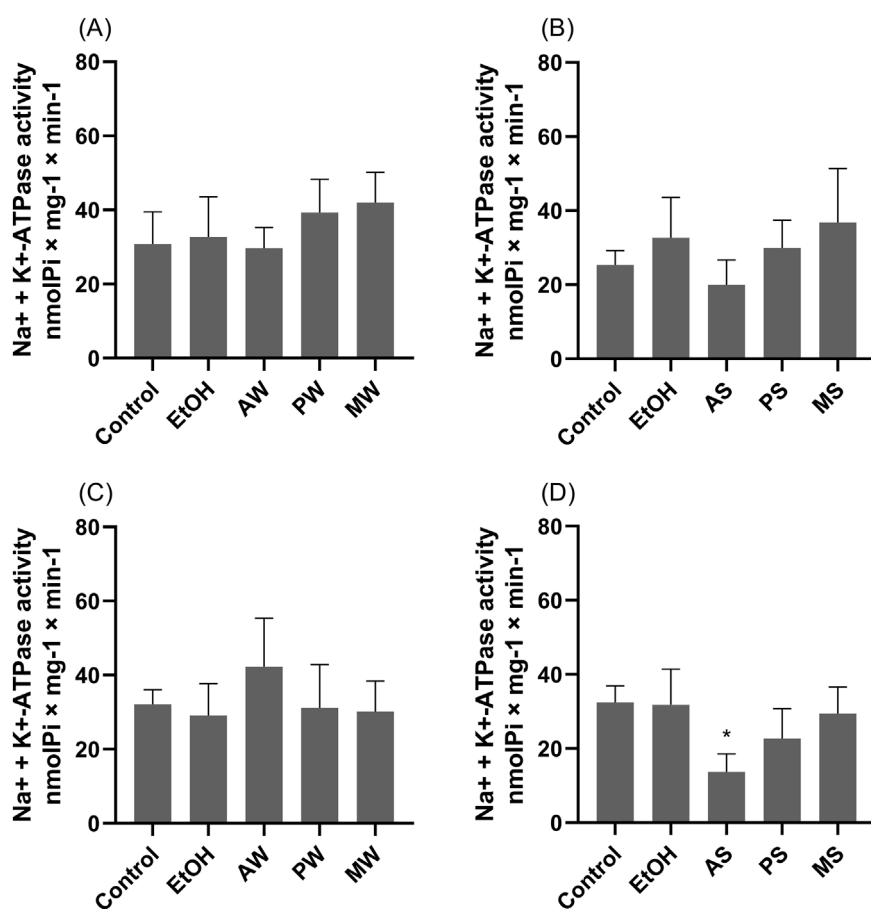 (A)
Na+ + K+-ATPase activity
nmolPi × mg-1 × min-1
80
60
40
20
0
Control
EtOH
AW
PW
MW
(B)
Na+ + K+-ATPase activity
nmolPi × mg-1 × min-1
80
60
40
20
0
Control
EtOH
AS
PS
MS
(C)
Na+ + K+-ATPase activity
nmolPi × mg-1 × min-1
80
60
40
20
0
Control
EtOH
AW
PW
MW
(D)
Na+ + K+-ATPase activity
nmolPi × mg-1 × min-1
80
60
40
20
0
*
Control
EtOH
AS
PS
MS